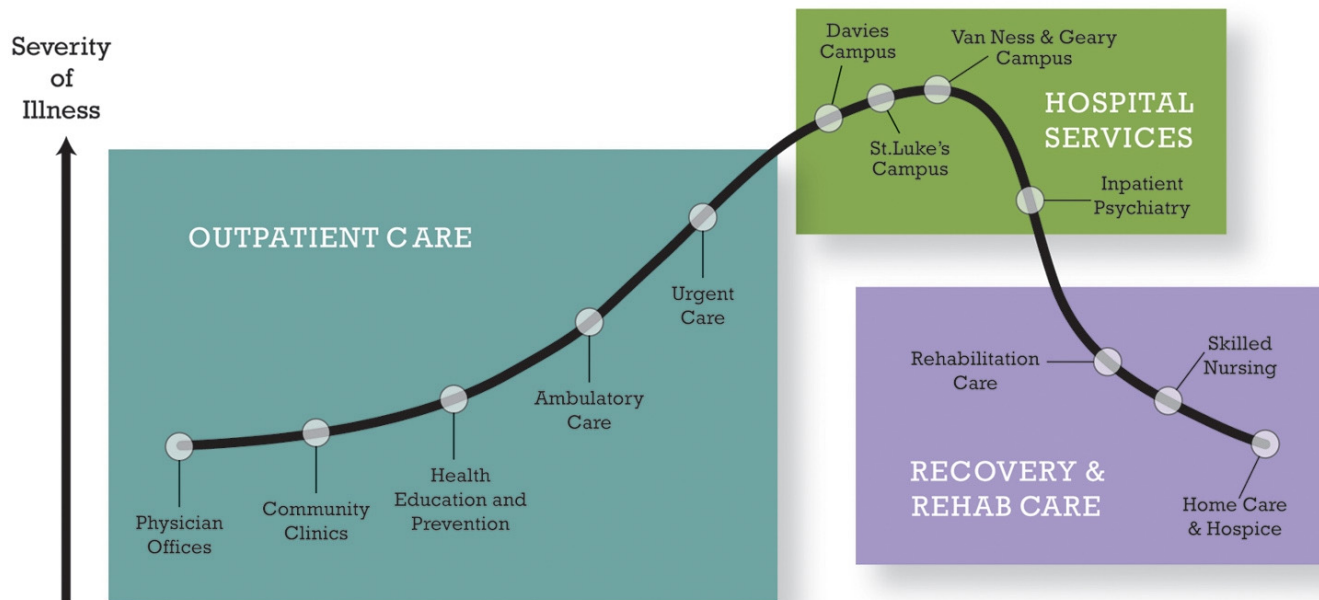 Severity
of
Illness
OUTPATIENT CARE
Physician
Offices
Community
Clinics
Health
Education and
Prevention
Ambulatory
Care
Urgent
Care
Davies
Campus
St.Luke's
Campus
Van Ness & Geary
Campus
HOSPITAL
SERVICES
Inpatient
Psychiatry
Rehabilitation
Care
Skilled
Nursing
Home Care
& Hospice
RECOVERY &
REHAB CARE